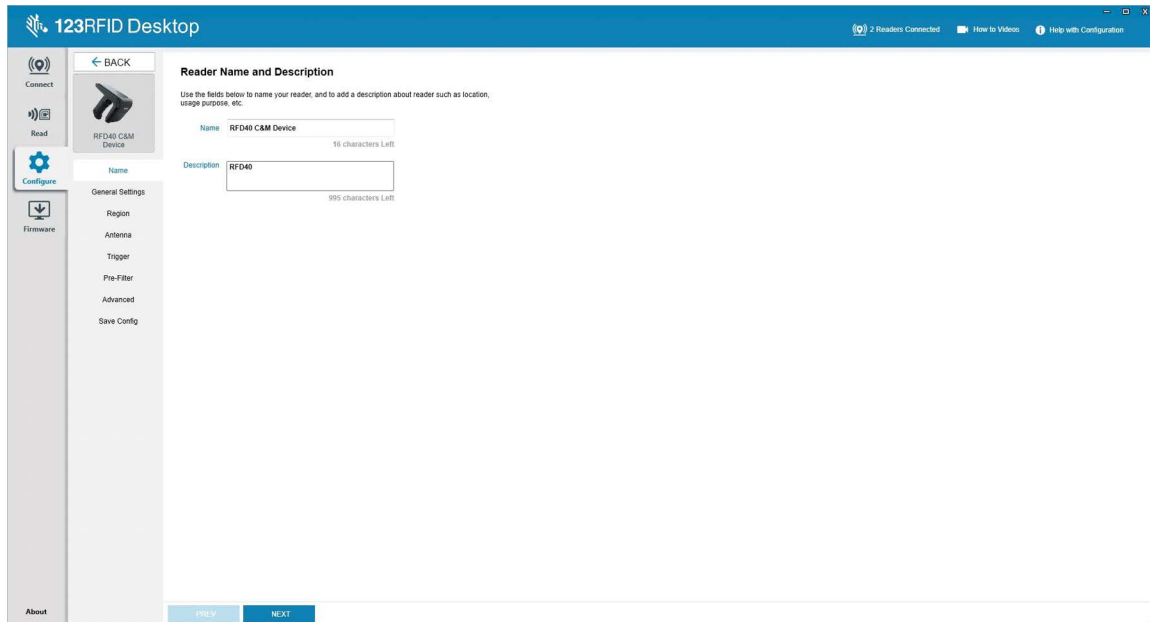 123RFID Desktop
2 Readers Connected
How to Videos
Help with Configuration
Connect
Read
Configure
Firmware
About
BACK
RFD40 C&M
Device
Name
General Settings
Region
Antenna
Trigger
Pre-Filter
Advanced
Save Config
Reader Name and Description
Use the fields below to name your reader, and to add a description about reader such as location,
usage purpose, etc.
Name RFD40 C&M Device
16 characters Left
Description RFD40
995 characters Left
PREV NEXT